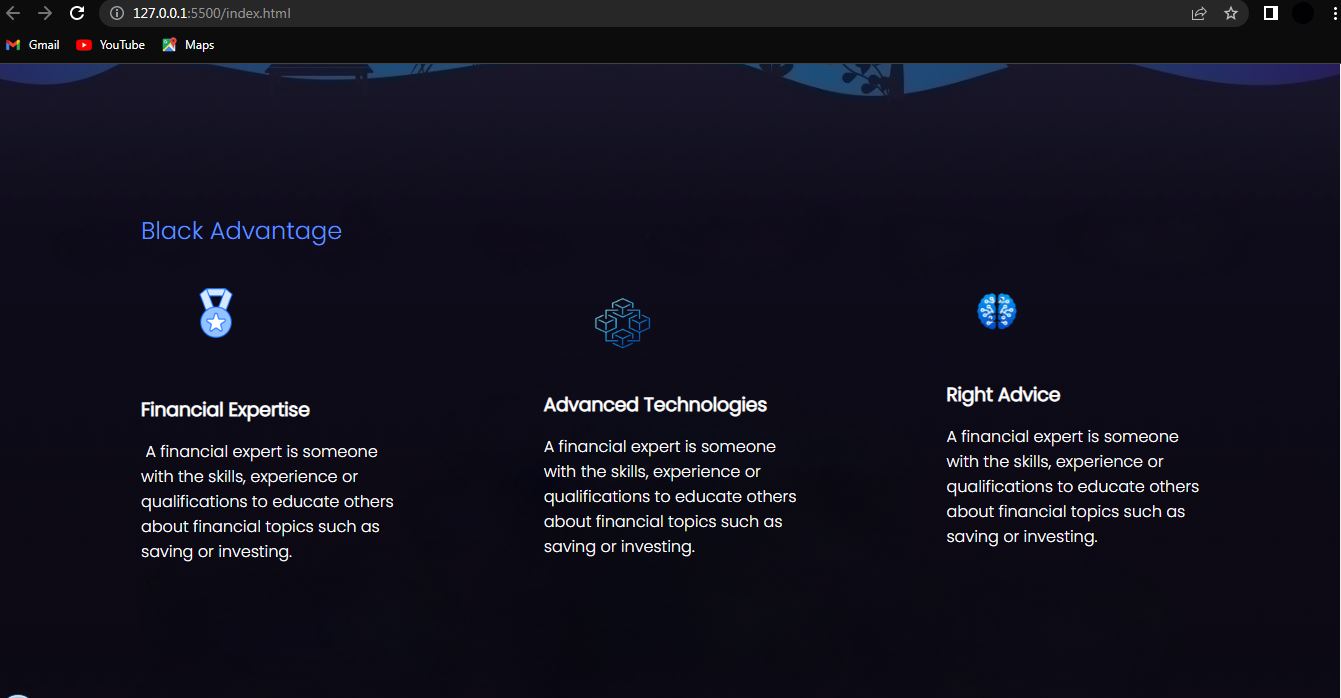 127.0.0.1:5500/index.html
Gmail YouTube Maps
Black Advantage
Financial Expertise
A financial expert is someone
with the skills, experience or
qualifications to educate others
about financial topics such as
saving or investing.
Advanced Technologies
A financial expert is someone
with the skills, experience or
qualifications to educate others
about financial topics such as
saving or investing.
Right Advice
A financial expert is someone
with the skills, experience or
qualifications to educate others
about financial topics such as
saving or investing.